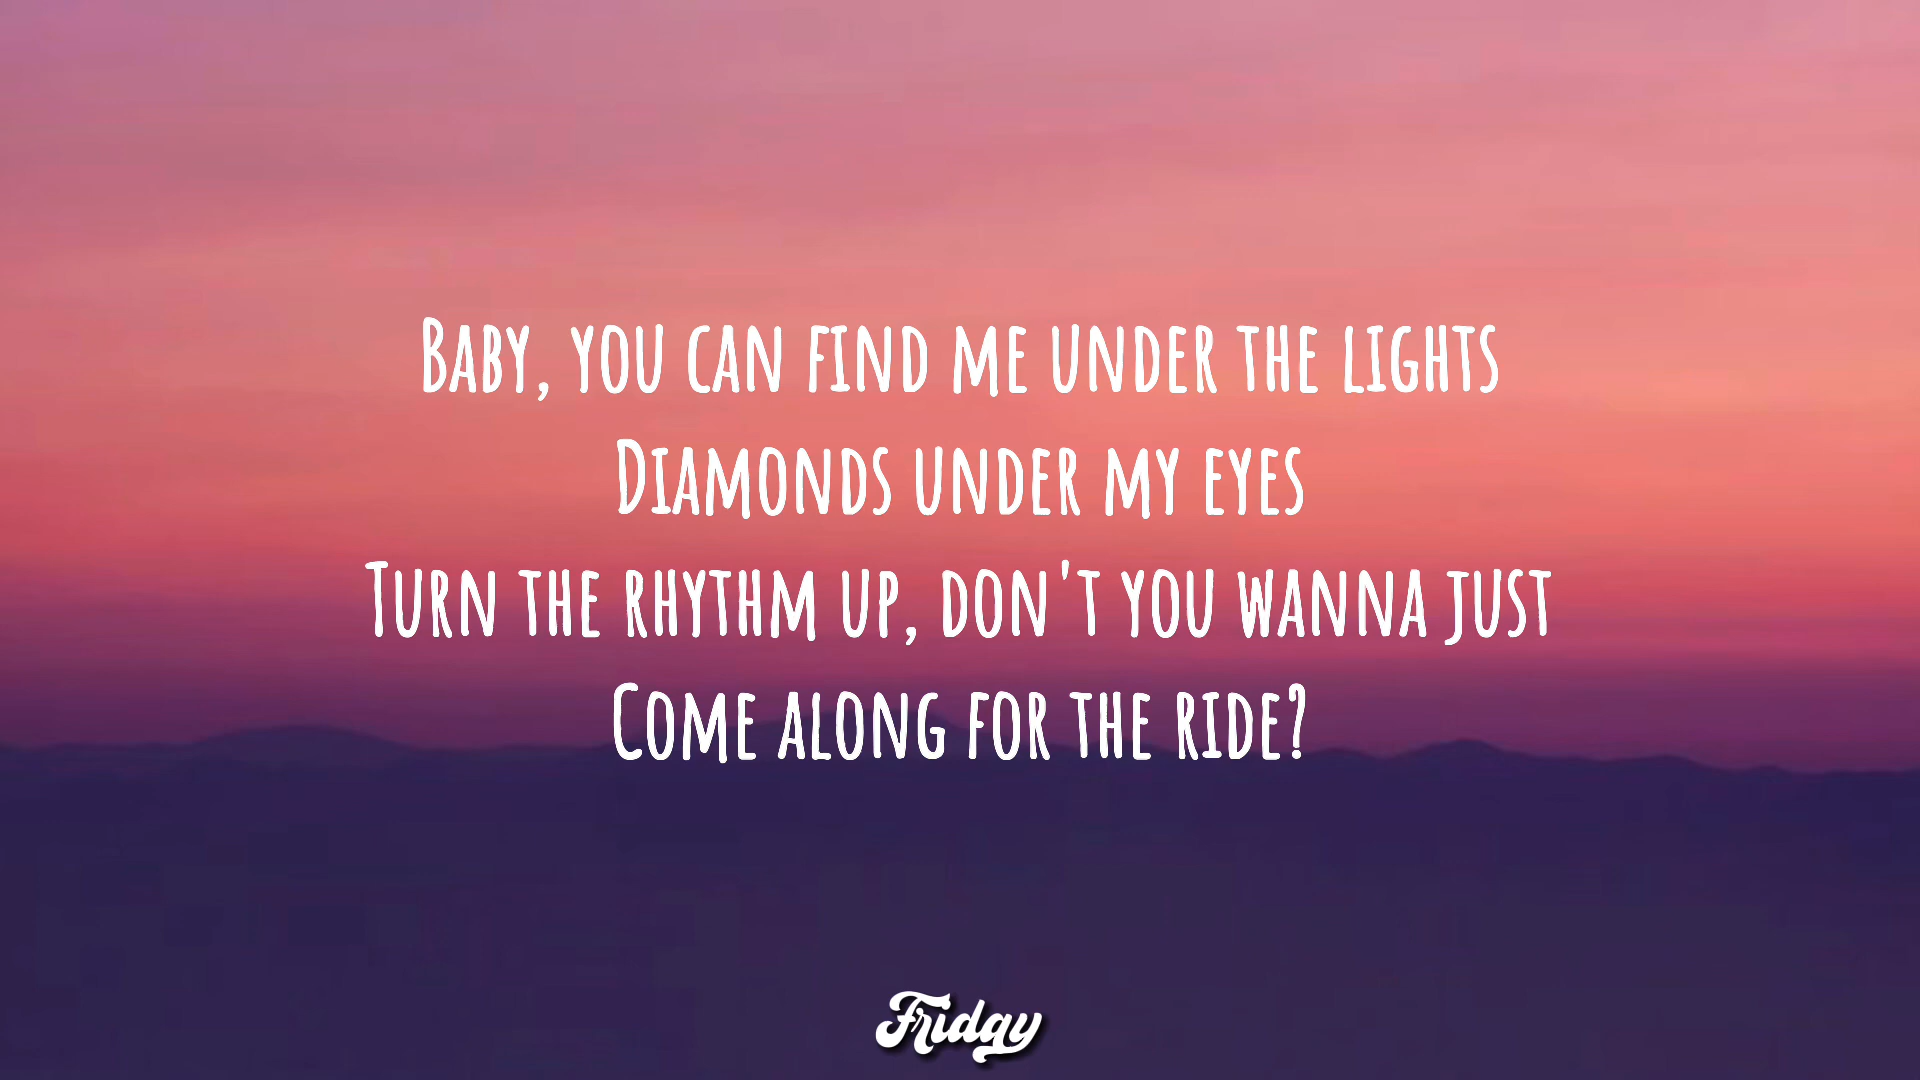 Baby, you can find me under the lights
Diamonds under my eyes
Turn the rhythm up, don't you wanna just
Come along for the ride?
Friday